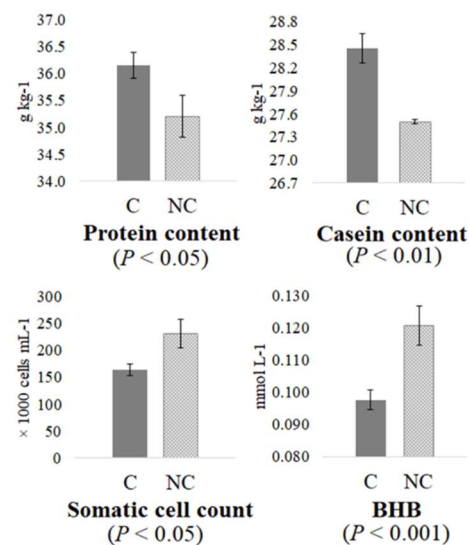 37.0
36.5
36.0
35.5
35.0
34.5
34.0
g kg-1
C NC
Protein content
(P < 0.05)
28.8
28.5
28.2
27.9
27.6
27.3
27.0
26.7
g kg-1
C NC
Casein content
(P < 0.01)
300
250
200
150
100
50
0
× 1000 cells mL-1
C NC
Somatic cell count
(P < 0.05)
0.130
0.120
0.110
0.100
0.090
0.080
mmol L-1
C NC
BHB
(P < 0.001)